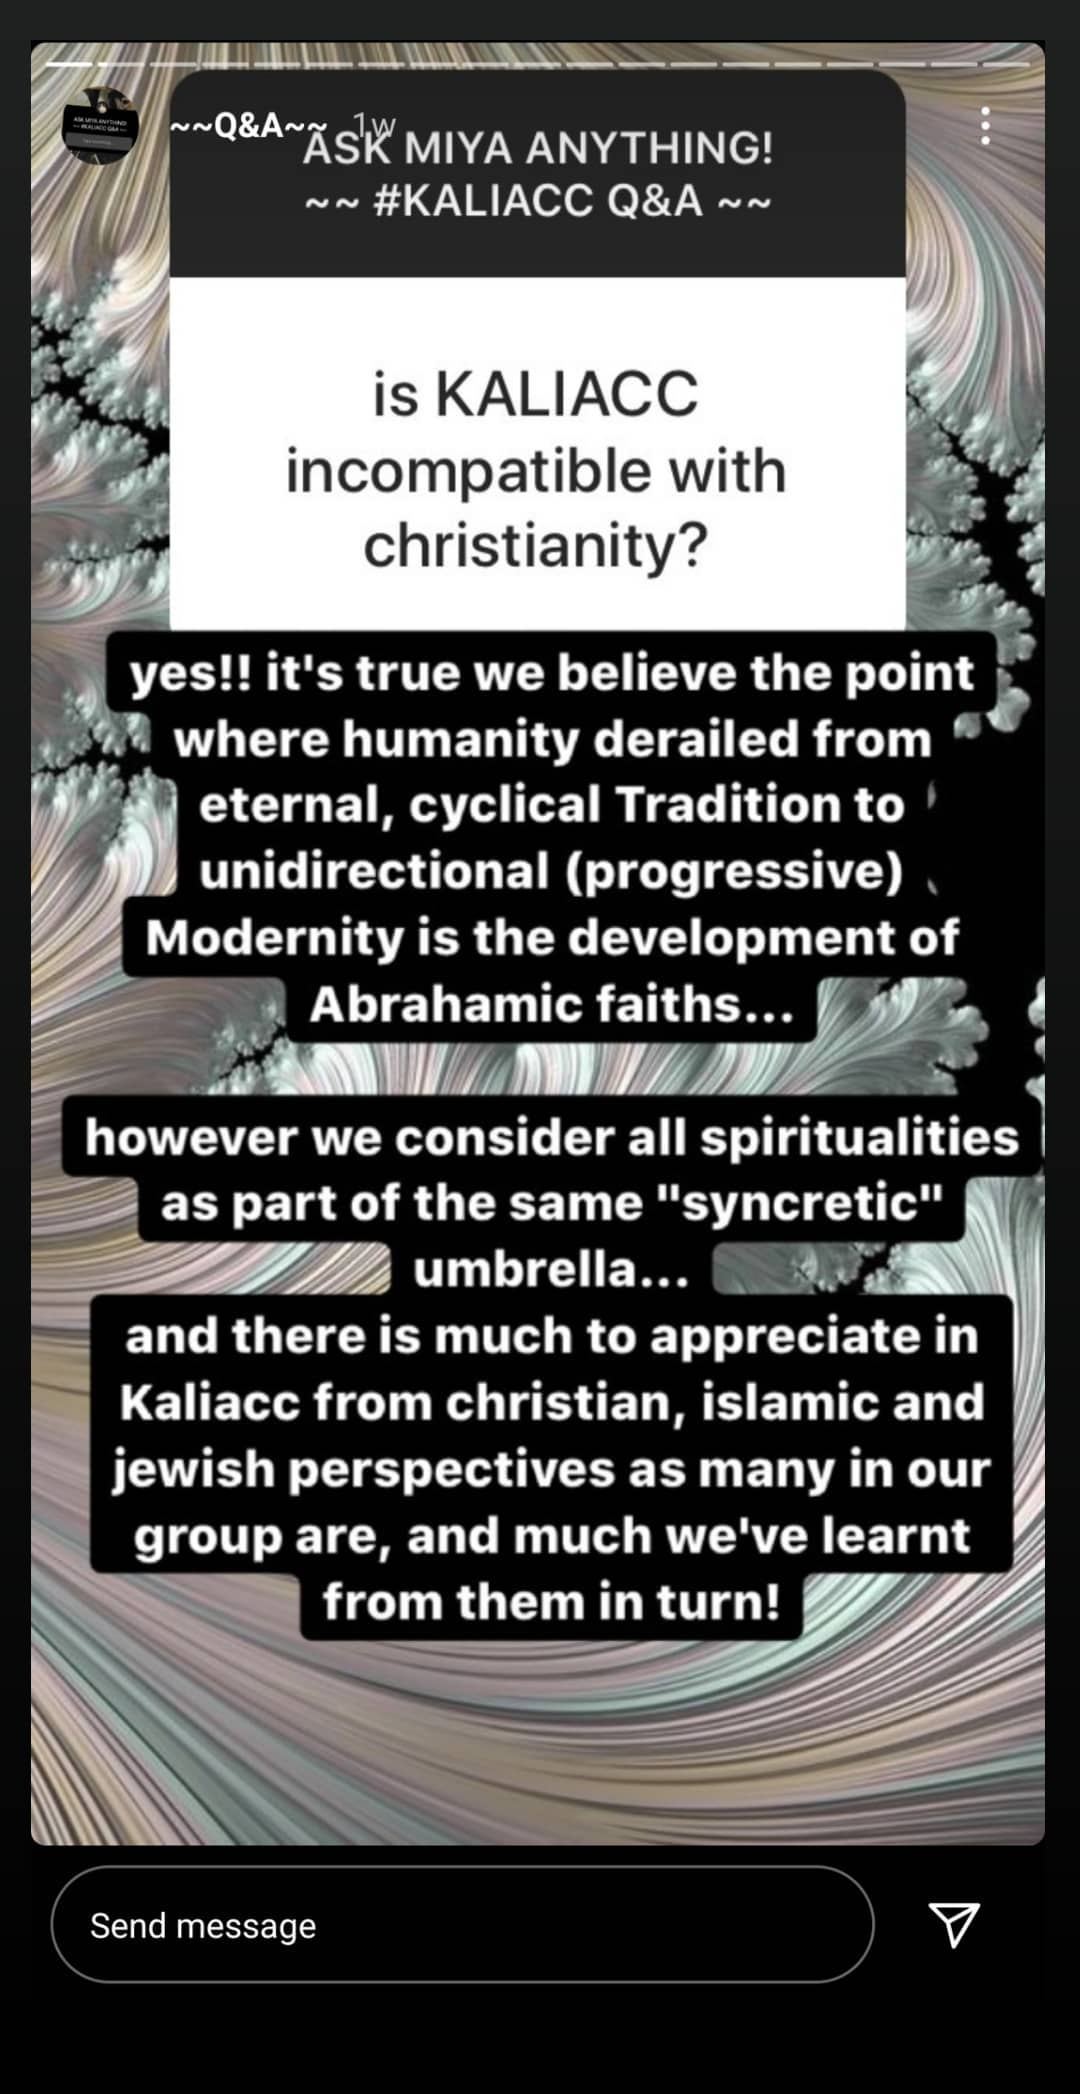 ~~Q&A~~ 1w
ASK MIYA ANYTHING!
~~ #KALIACC Q&A ~~
is KALIACC
incompatible with
christianity?
yes!! it's true we believe the point
where humanity derailed from
eternal, cyclical Tradition to
unidirectional (progressive)
Modernity is the development of
Abrahamic faiths...
however we consider all spiritualities
as part of the same "syncretic"
umbrella...
and there is much to appreciate in
Kaliacc from christian, islamic and
jewish perspectives as many in our
group are, and much we've learnt
from them in turn!
Send message